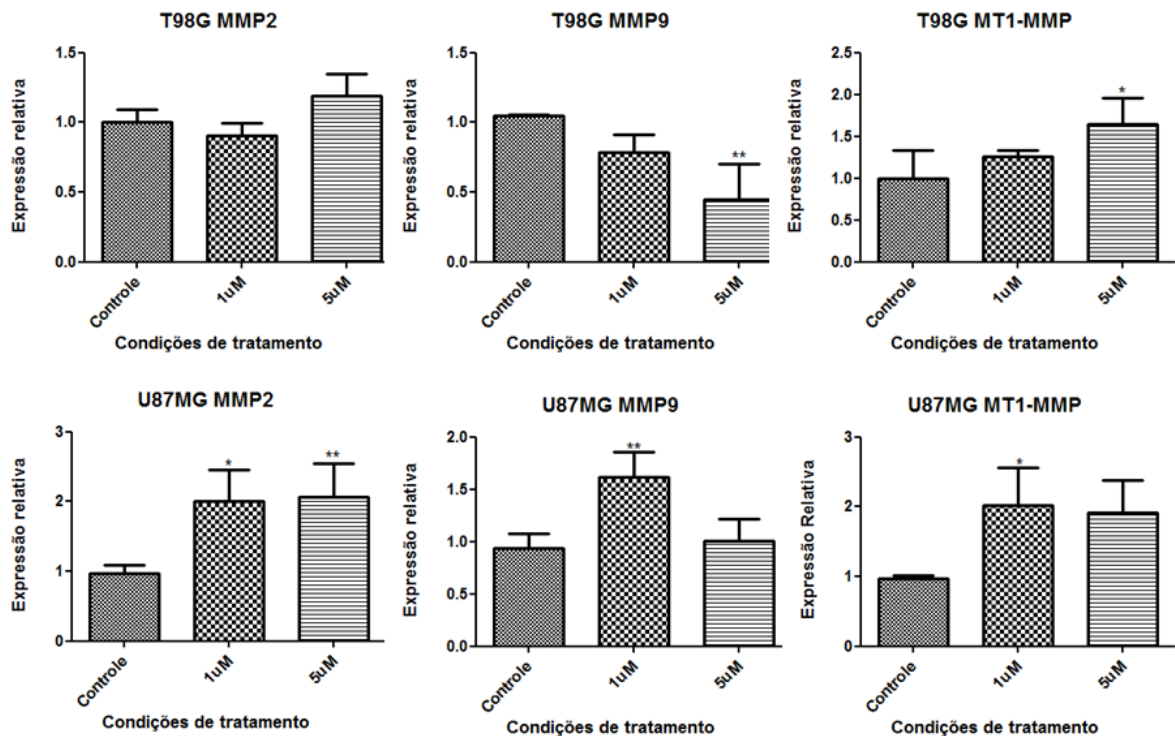 T98G MMP2
Expressão relativa
1.5
1.0
0.5
0.0
Controle
1uM
5uM
Condições de tratamento
T98G MMP9
Expressão relativa
1.5
1.0
0.5
0.0
**
Controle
1uM
5uM
Condições de tratamento
T98G MT1-MMP
Expressão relativa
2.5
2.0
1.5
1.0
0.5
0.0
*
Controle
1uM
5uM
Condições de tratamento
U87MG MMP2
Expressão relativa
3
2
1
0
*
**
Controle
1uM
5uM
Condições de tratamento
U87MG MMP9
Expressão relativa
2.0
1.5
1.0
0.5
0.0
**
Controle
1uM
5uM
Condições de tratamento
U87MG MT1-MMP
Expressão Relativa
3
2
1
0
*
Controle
1uM
5uM
Condições de tratamento